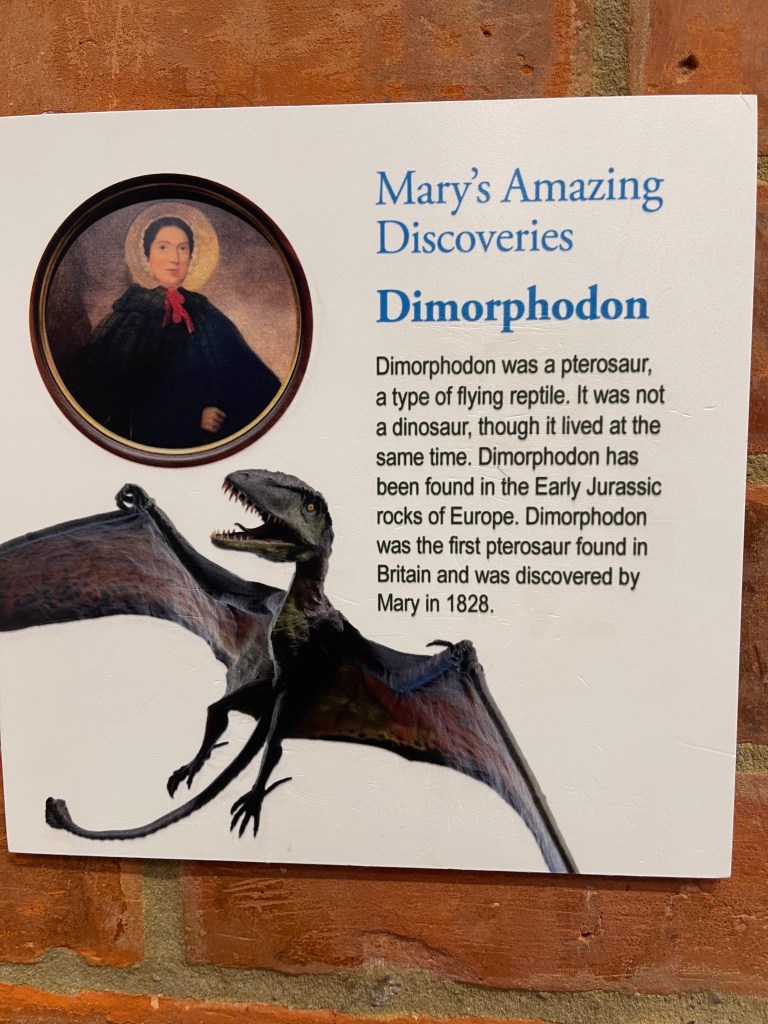 Mary's Amazing
Discoveries
Dimorphodon
Dimorphodon was a pterosaur,
a type of flying reptile. It was not
a dinosaur, though it lived at the
same time. Dimorphodon has
been found in the Early Jurassic
rocks of Europe. Dimorphodon
was the first pterosaur found in
Britain and was discovered by
Mary in 1828.